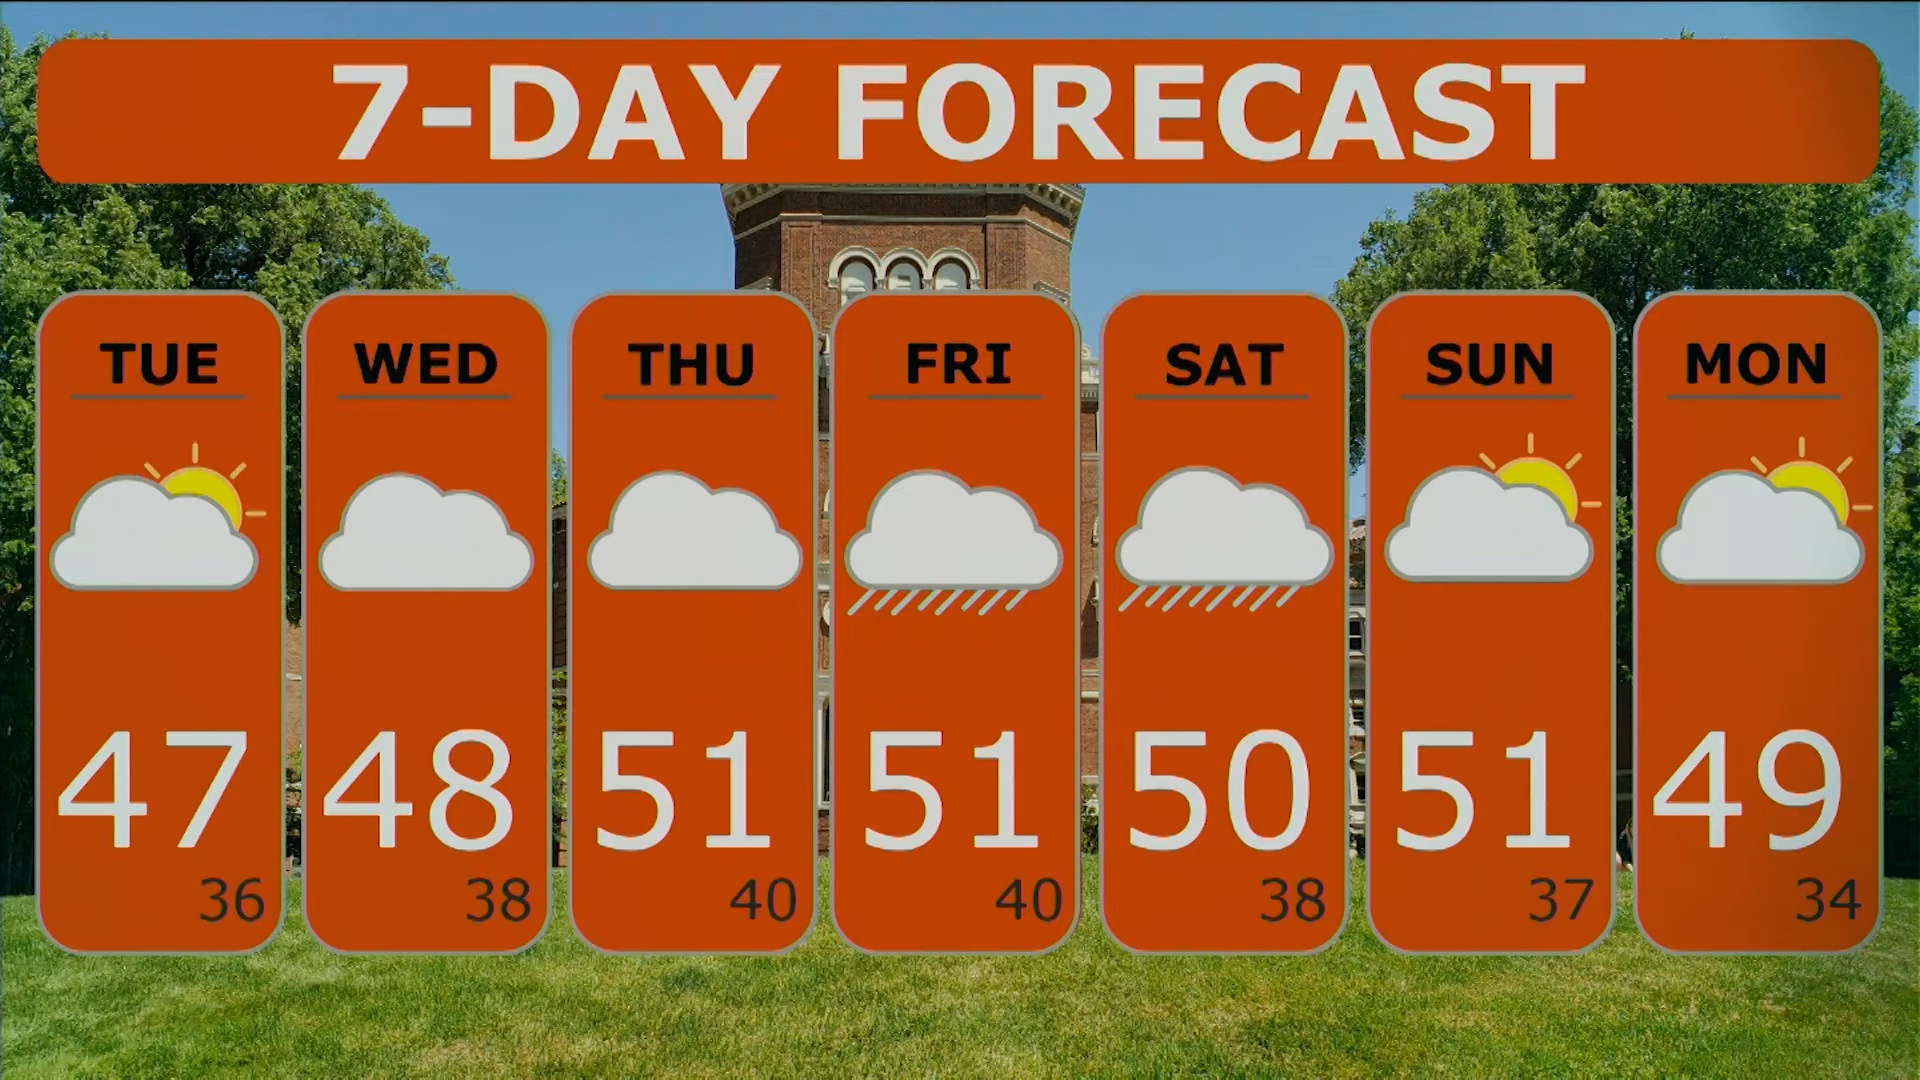 7-DAY FORECAST
TUE WED THU FRI SAT SUN MON
47 48 51 51 50 51 49
36 38 40 40 38 37 34